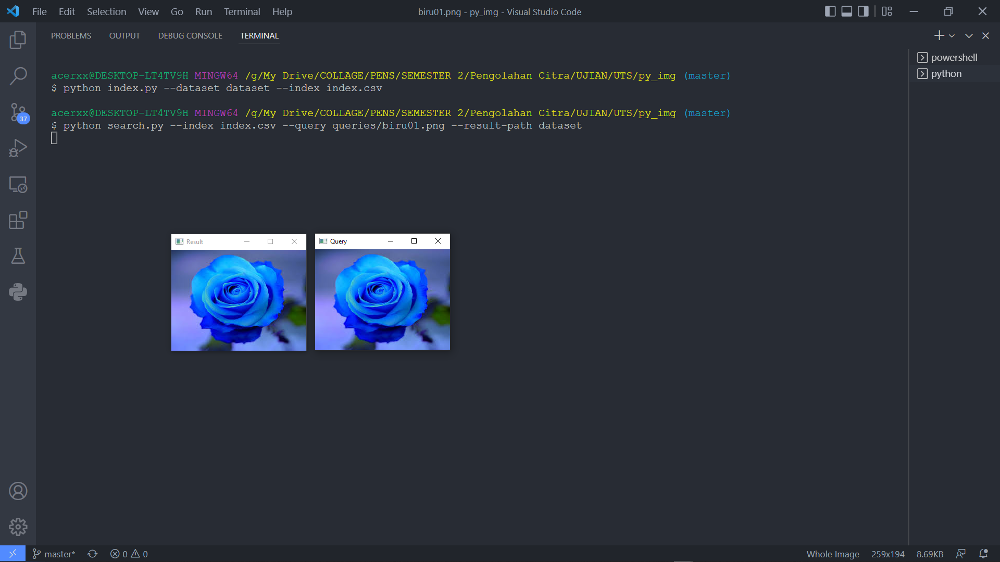 File Edit Selection View Go Run Terminal Help
biru01.png - py_img - Visual Studio Code
PROBLEMS OUTPUT DEBUG CONSOLE TERMINAL
acerxx@DESKTOP-LT4TV9H MINGW64 /g/My Drive/COLLAGE/PENS/SEMESTER 2/Pengolahan Citra/UJIAN/UTS/py_img (master)
$ python index.py --dataset dataset --index index.csv
acerxx@DESKTOP-LT4TV9H MINGW64 /g/My Drive/COLLAGE/PENS/SEMESTER 2/Pengolahan Citra/UJIAN/UTS/py_img (master)
$ python search.py --index index.csv --query queries/biru01.png --result-path dataset
powershell
python
37
Result
Query
master* 0 0
Whole Image 259x194 8.69KB